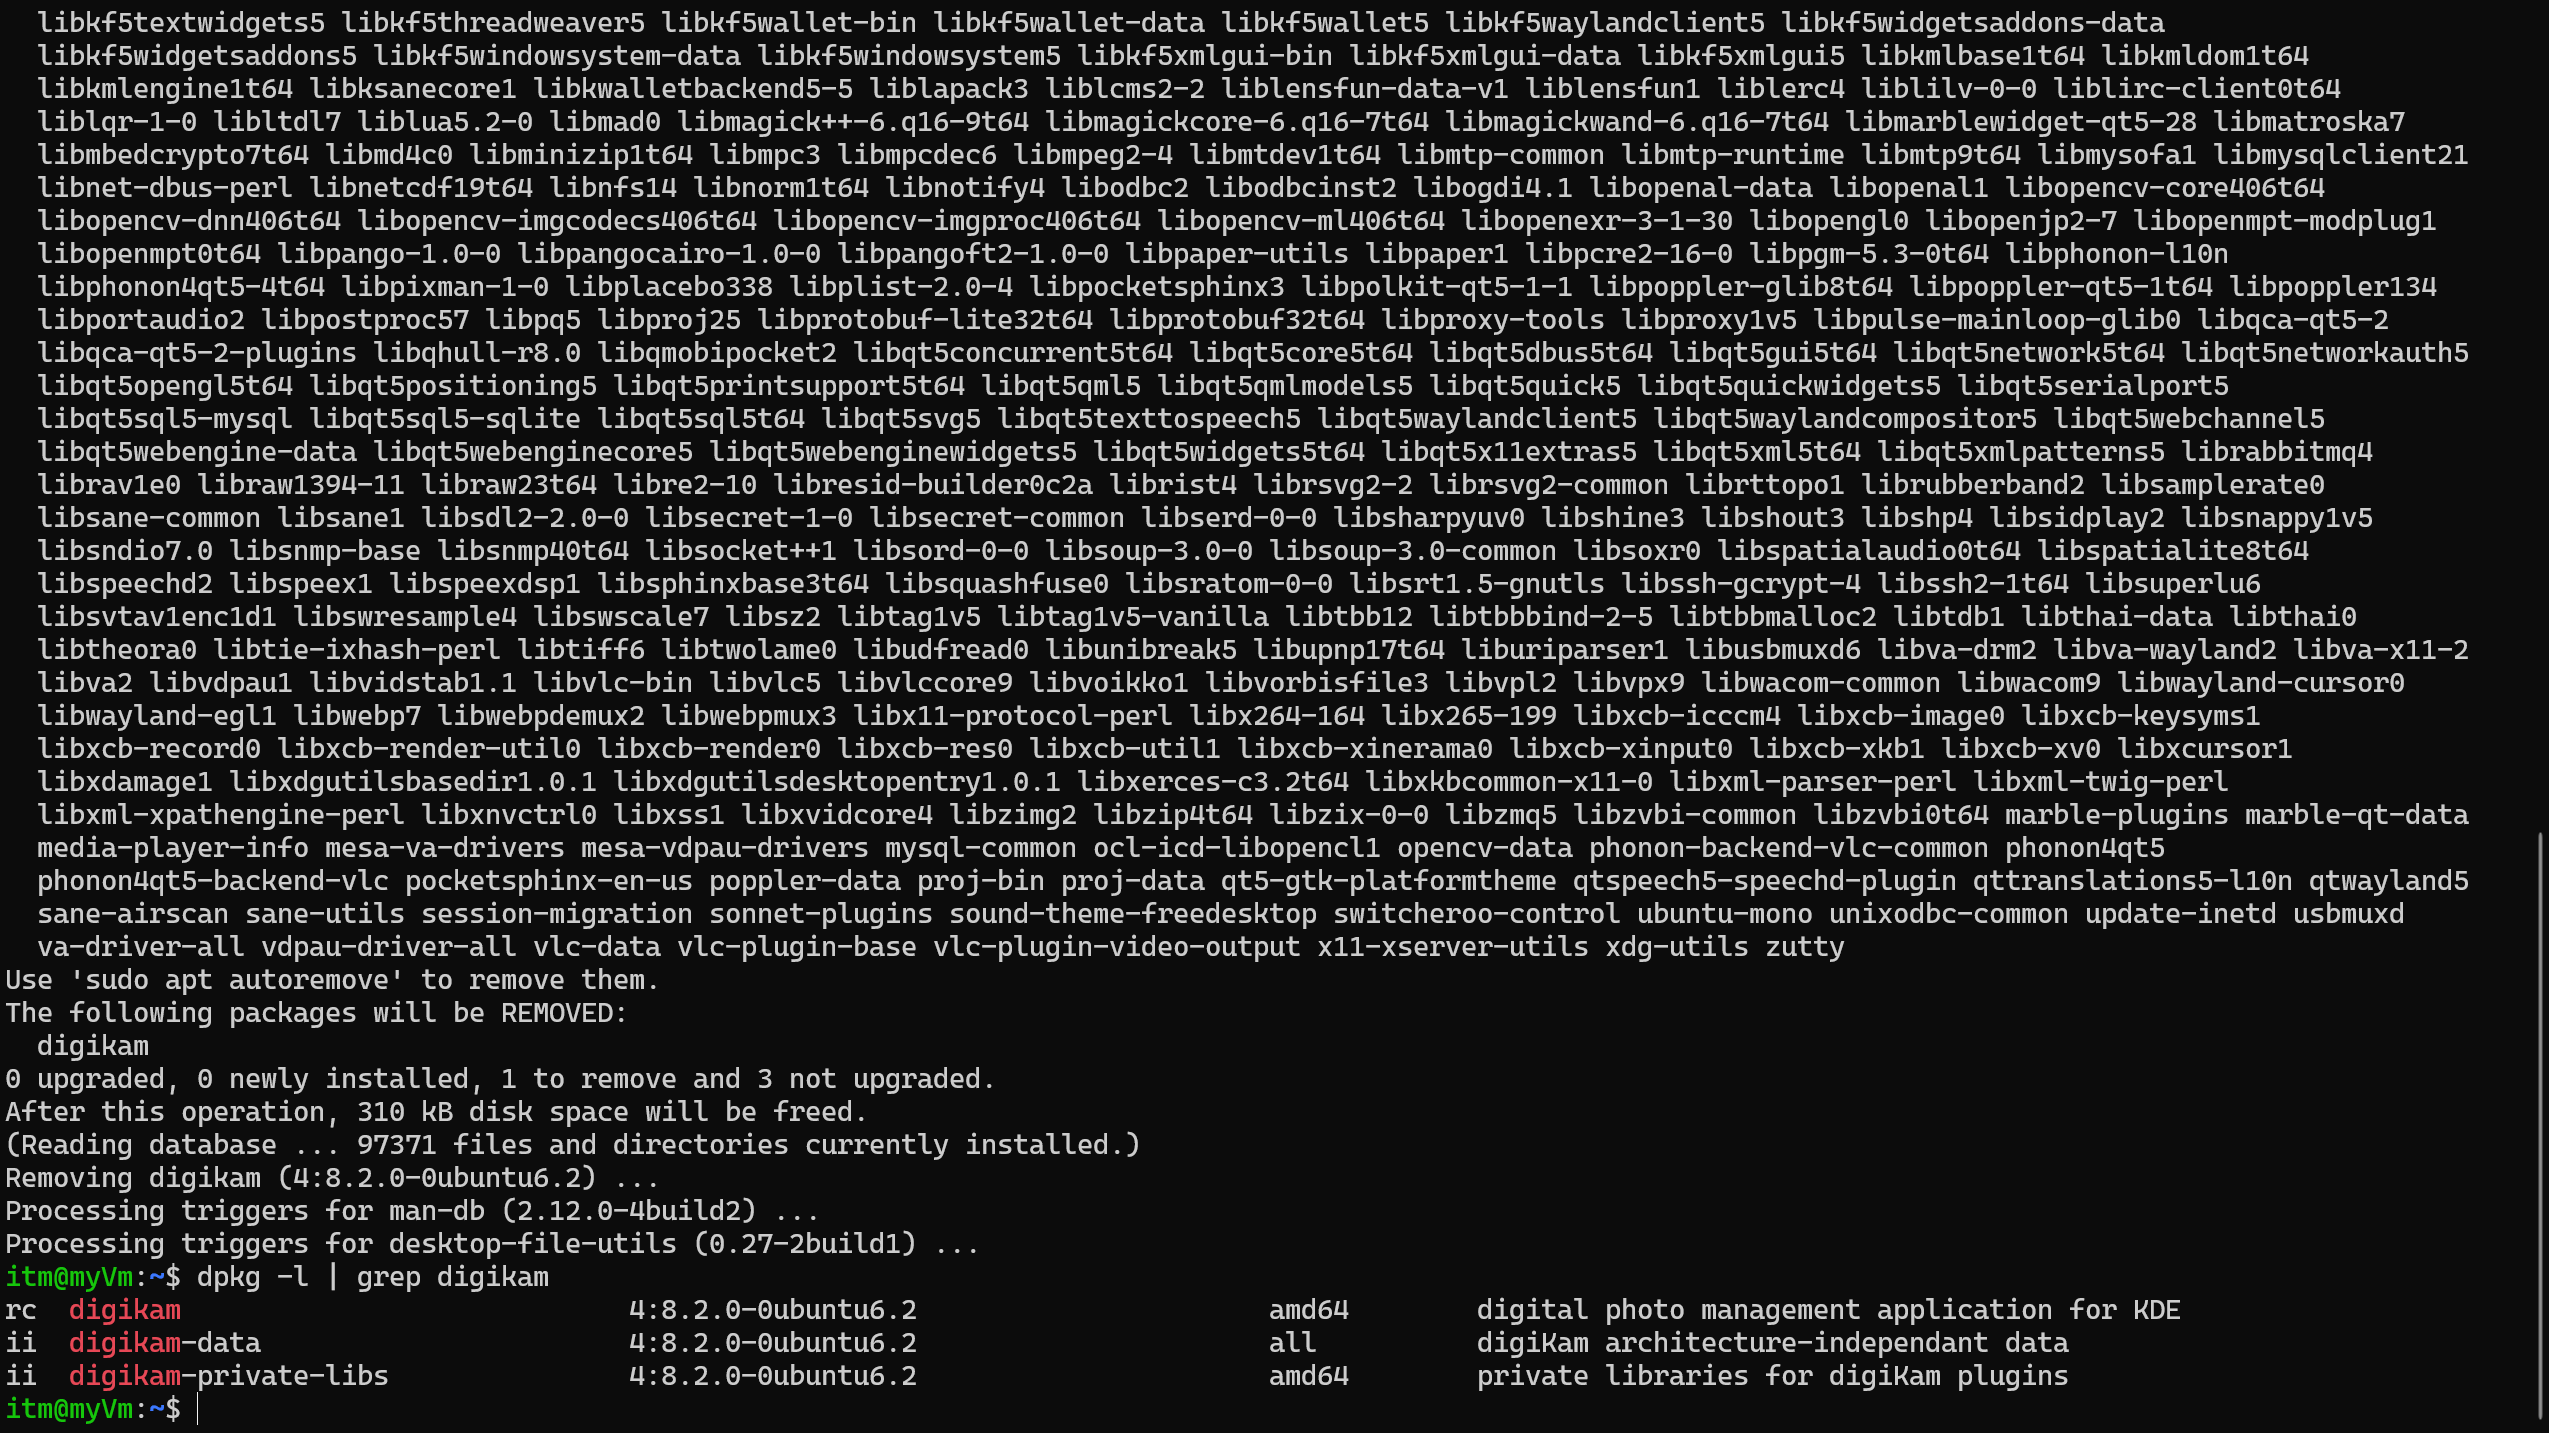 libkf5textwidgets5 libkf5threadweaver5 libkf5wallet-bin libkf5wallet-data libkf5wallet5 libkf5waylandclient5 libkf5widgetsaddons-data
libkf5widgetsaddons5 libkf5windowsystem-data libkf5windowsystem5 libkf5xmlgui-bin libkf5xmlgui-data libkf5xmlgui5 libkmlbase1t64 libkmldom1t64
libkmlengine1t64 libksanecore1 libkwalletbackend5-5 liblapack3 liblcms2-2 liblensfun-data-v1 liblensfun1 liblerc4 liblilv-0-0 liblirc-client0t64
liblqr-1-0 libltdl7 liblua5.2-0 libmad0 libmagick++-6.q16-9t64 libmagickcore-6.q16-7t64 libmagickwand-6.q16-7t64 libmarblewidget-qt5-28 libmatroska7
libmbedcrypto7t64 libmd4c0 libminizip1t64 libmpc3 libmpcdec6 libmpeg2-4 libmtdev1t64 libmtp-common libmtp-runtime libmtp9t64 libmysofa1 libmysqlclient21
libnet-dbus-perl libnetcdf19t64 libnfs14 libnorm1t64 libnotify4 libodbc2 libodbcinst2 libogdi4.1 libopenal-data libopenal1 libopencv-core406t64
libopencv-dnn406t64 libopencv-imgcodecs406t64 libopencv-imgproc406t64 libopencv-ml406t64 libopenexr-3-1-30 libopengl0 libopenjp2-7 libopenmpt-modplug1
libopenmpt0t64 libpango-1.0-0 libpangocairo-1.0-0 libpangoft2-1.0-0 libpaper-utils libpaper1 libpcre2-16-0 libpgm-5.3-0t64 libphonon-l10n
libphonon4qt5-4t64 libpixman-1-0 libplacebo338 libplist-2.0-4 libpocketsphinx3 libpolkit-qt5-1-1 libpoppler-glib8t64 libpoppler-qt5-1t64 libpoppler134
libportaudio2 libpostproc57 libpq5 libproj25 libprotobuf-lite32t64 libprotobuf32t64 libproxy-tools libproxy1v5 libpulse-mainloop-glib0 libqca-qt5-2
libqca-qt5-2-plugins libqhull-r8.0 libqmobipocket2 libqt5concurrent5t64 libqt5core5t64 libqt5dbus5t64 libqt5gui5t64 libqt5network5t64 libqt5networkauth5
libqt5opengl5t64 libqt5positioning5 libqt5printsupport5t64 libqt5qml5 libqt5qmlmodels5 libqt5quick5 libqt5quickwidgets5 libqt5serialport5
libqt5sql5-mysql libqt5sql5-sqlite libqt5sql5t64 libqt5svg5 libqt5texttospeech5 libqt5waylandclient5 libqt5waylandcompositor5 libqt5webchannel5
libqt5webengine-data libqt5webenginecore5 libqt5webenginewidgets5 libqt5widgets5t64 libqt5x11extras5 libqt5xml5t64 libqt5xmlpatterns5 librabbitmq4
librav1e0 libraw1394-11 libraw23t64 libre2-10 libresid-builder0c2a librist4 librsvg2-2 librsvg2-common librttopo1 librubberband2 libsamplerate0
libsane-common libsane1 libsdl2-2.0-0 libsecret-1-0 libsecret-common libserd-0-0 libsharpyuv0 libshine3 libshout3 libshp4 libsidplay2 libsnappy1v5
libsndio7.0 libsnmp-base libsnmp40t64 libsocket++1 libsord-0-0 libsoup-3.0-0 libsoup-3.0-common libsoxr0 libspatialaudio0t64 libspatialite8t64
libspeechd2 libspeex1 libspeexdsp1 libsphinxbase3t64 libsquashfuse0 libsratom-0-0 libsrt1.5-gnutls libssh-gcrypt-4 libssh2-1t64 libsuperlu6
libsvtav1enc1d1 libswresample4 libswscale7 libsz2 libtag1v5 libtag1v5-vanilla libtbb12 libtbbbind-2-5 libtbbmalloc2 libtdb1 libthai-data libthai0
libtheora0 libtie-ixhash-perl libtiff6 libtwolame0 libudfread0 libunibreak5 libupnp17t64 liburiparser1 libusbmuxd6 libva-drm2 libva-wayland2 libva-x11-2
libva2 libvdpau1 libvidstab1.1 libvlc-bin libvlc5 libvlccore9 libvoikko1 libvorbisfile3 libvpl2 libvpx9 libwacom-common libwacom9 libwayland-cursor0
libwayland-egl1 libwebp7 libwebpdemux2 libwebpmux3 libx11-protocol-perl libx264-164 libx265-199 libxcb-icccm4 libxcb-image0 libxcb-keysyms1
libxcb-record0 libxcb-render-util0 libxcb-render0 libxcb-res0 libxcb-util1 libxcb-xinerama0 libxcb-xinput0 libxcb-xkb1 libxcb-xv0 libxcursor1
libxdamage1 libxdgutilsbasedir1.0.1 libxdgutilsdesktopentry1.0.1 libxerces-c3.2t64 libxkbcommon-x11-0 libxml-parser-perl libxml-twig-perl
libxml-xpathengine-perl libxnvctrl0 libxss1 libxvidcore4 libzimg2 libzip4t64 libzix-0-0 libzmq5 libzvbi-common libzvbi0t64 marble-plugins marble-qt-data
media-player-info mesa-va-drivers mesa-vdpau-drivers mysql-common ocl-icd-libopencl1 opencv-data phonon-backend-vlc-common phonon4qt5
phonon4qt5-backend-vlc pocketsphinx-en-us poppler-data proj-bin proj-data qt5-gtk-platformtheme qtspeech5-speechd-plugin qttranslations5-l10n qtwayland5
sane-airscan sane-utils session-migration sonnet-plugins sound-theme-freedesktop switcheroo-control ubuntu-mono unixodbc-common update-inetd usbmuxd
va-driver-all vdpau-driver-all vlc-data vlc-plugin-base vlc-plugin-video-output x11-xserver-utils xdg-utils zutty
Use 'sudo apt autoremove' to remove them.
The following packages will be REMOVED:
digikam
0 upgraded, 0 newly installed, 1 to remove and 3 not upgraded.
After this operation, 310 kB disk space will be freed.
(Reading database ... 97371 files and directories currently installed.)
Removing digikam (4:8.2.0-0ubuntu6.2) ...
Processing triggers for man-db (2.12.0-4build2) ...
Processing triggers for desktop-file-utils (0.27-2build1) ...
itm@myVm:~$ dpkg -l | grep digikam
rc digikam 4:8.2.0-0ubuntu6.2 amd64 digital photo management application for KDE
ii digikam-data 4:8.2.0-0ubuntu6.2 all digiKam architecture-independant data
ii digikam-private-libs 4:8.2.0-0ubuntu6.2 amd64 private libraries for digiKam plugins
itm@myVm:~$